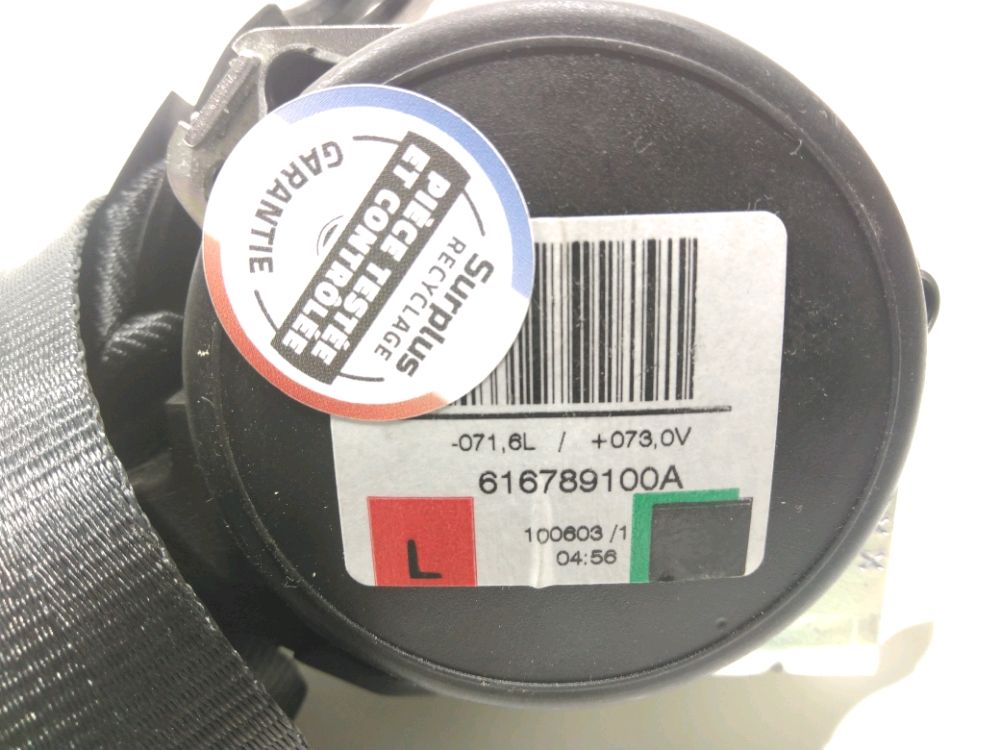 GARANTIE
PIÈCE TESTÉE
ET CONTRÔLÉE
Surplus
RECYCLAGE
-071,6L / +073,0V
616789100A
L
100603 /1
04:56